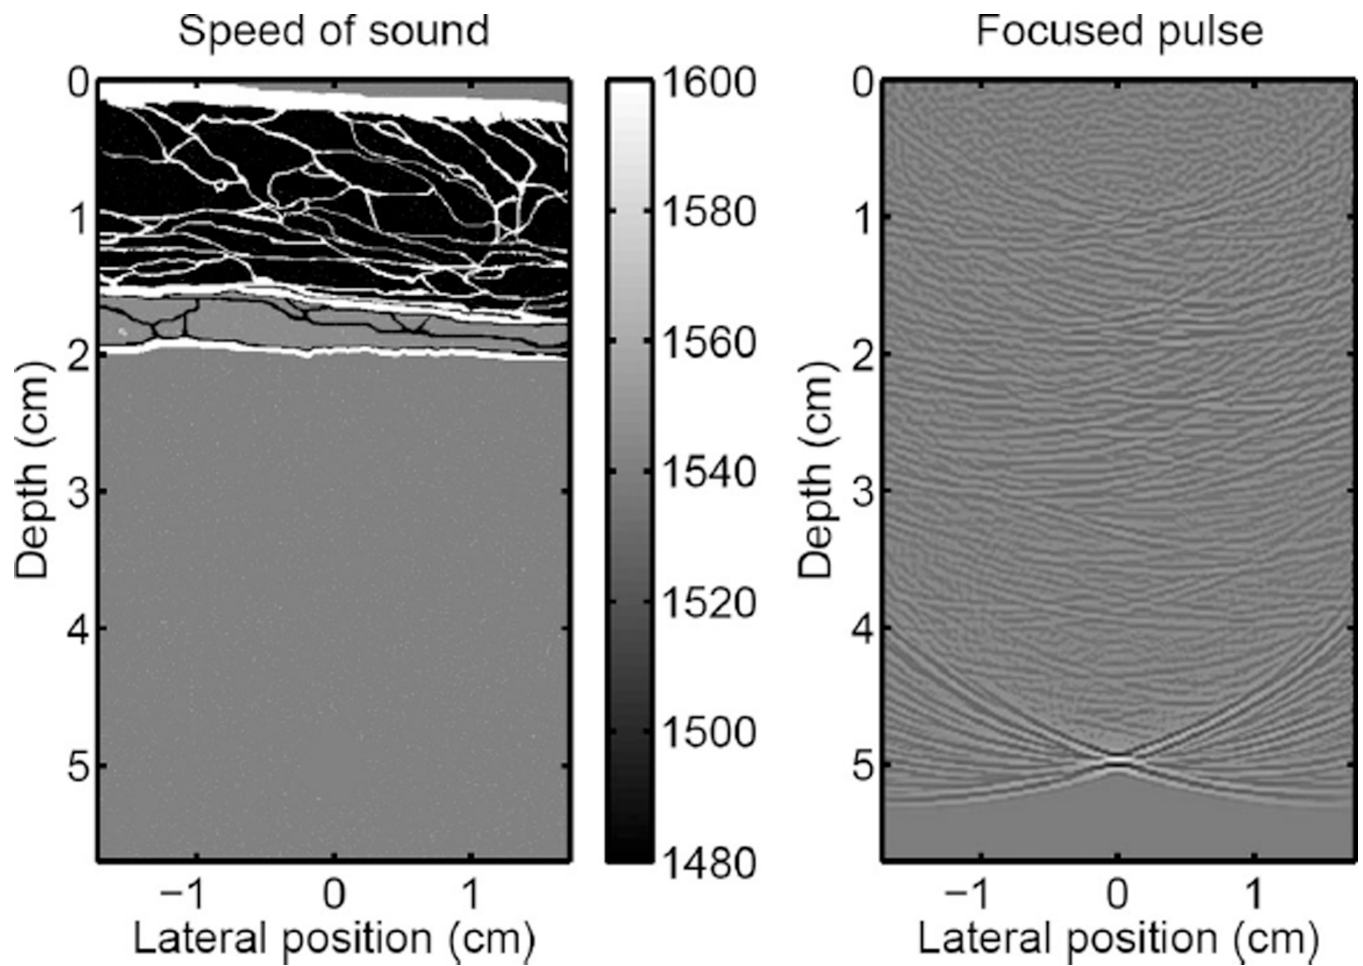 Speed of sound
0
1
2
3
4
5
Depth (cm)
−1 0 1
Lateral position (cm)
1600
1580
1560
1540
1520
1500
1480
Focused pulse
0
1
2
3
4
5
Depth (cm)
−1 0 1
Lateral position (cm)